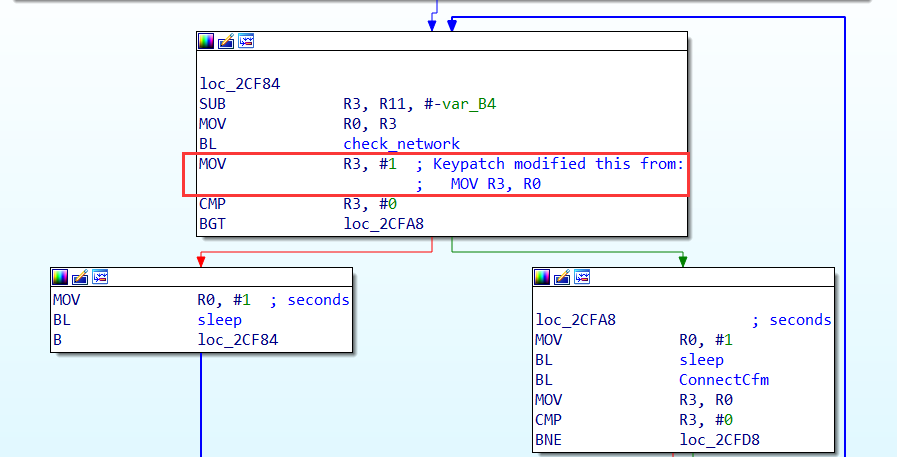 loc_2CF84
SUB R3, R11, #-var_B4
MOV R0, R3
BL check_network
MOV R3, #1 ; Keypatch modified this from:
; MOV R3, R0
CMP R3, #0
BGT loc_2CFA8
MOV R0, #1 ; seconds
BL sleep
B loc_2CF84
loc_2CFA8 ; seconds
MOV R0, #1
BL sleep
BL ConnectCfm
MOV R3, R0
CMP R3, #0
BNE loc_2CFD8